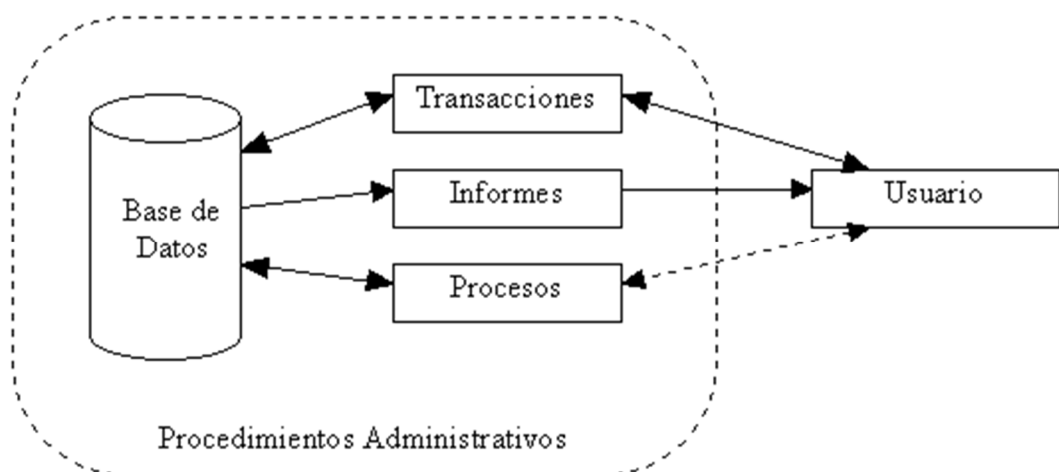 Transacciones
Informes
Usuario
Base de
Datos
Procesos
Procedimientos Administrativos